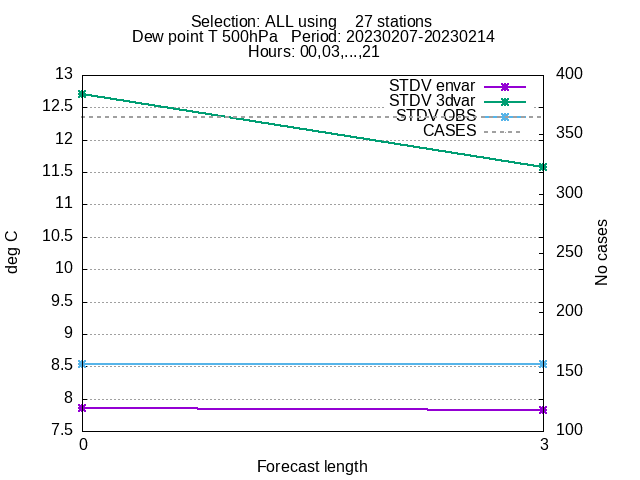 Selection: ALL using    27 stations
Dew point T 500hPa   Period: 20230207-20230214
Hours: 00,03,...,21
13
12.5
12
11.5
11
10.5
10
9.5
9
8.5
8
7.5
400
350
300
250
200
150
100
STDV envar
STDV 3dvar
STDV OBS
CASES
deg C
No cases
0
3
Forecast length